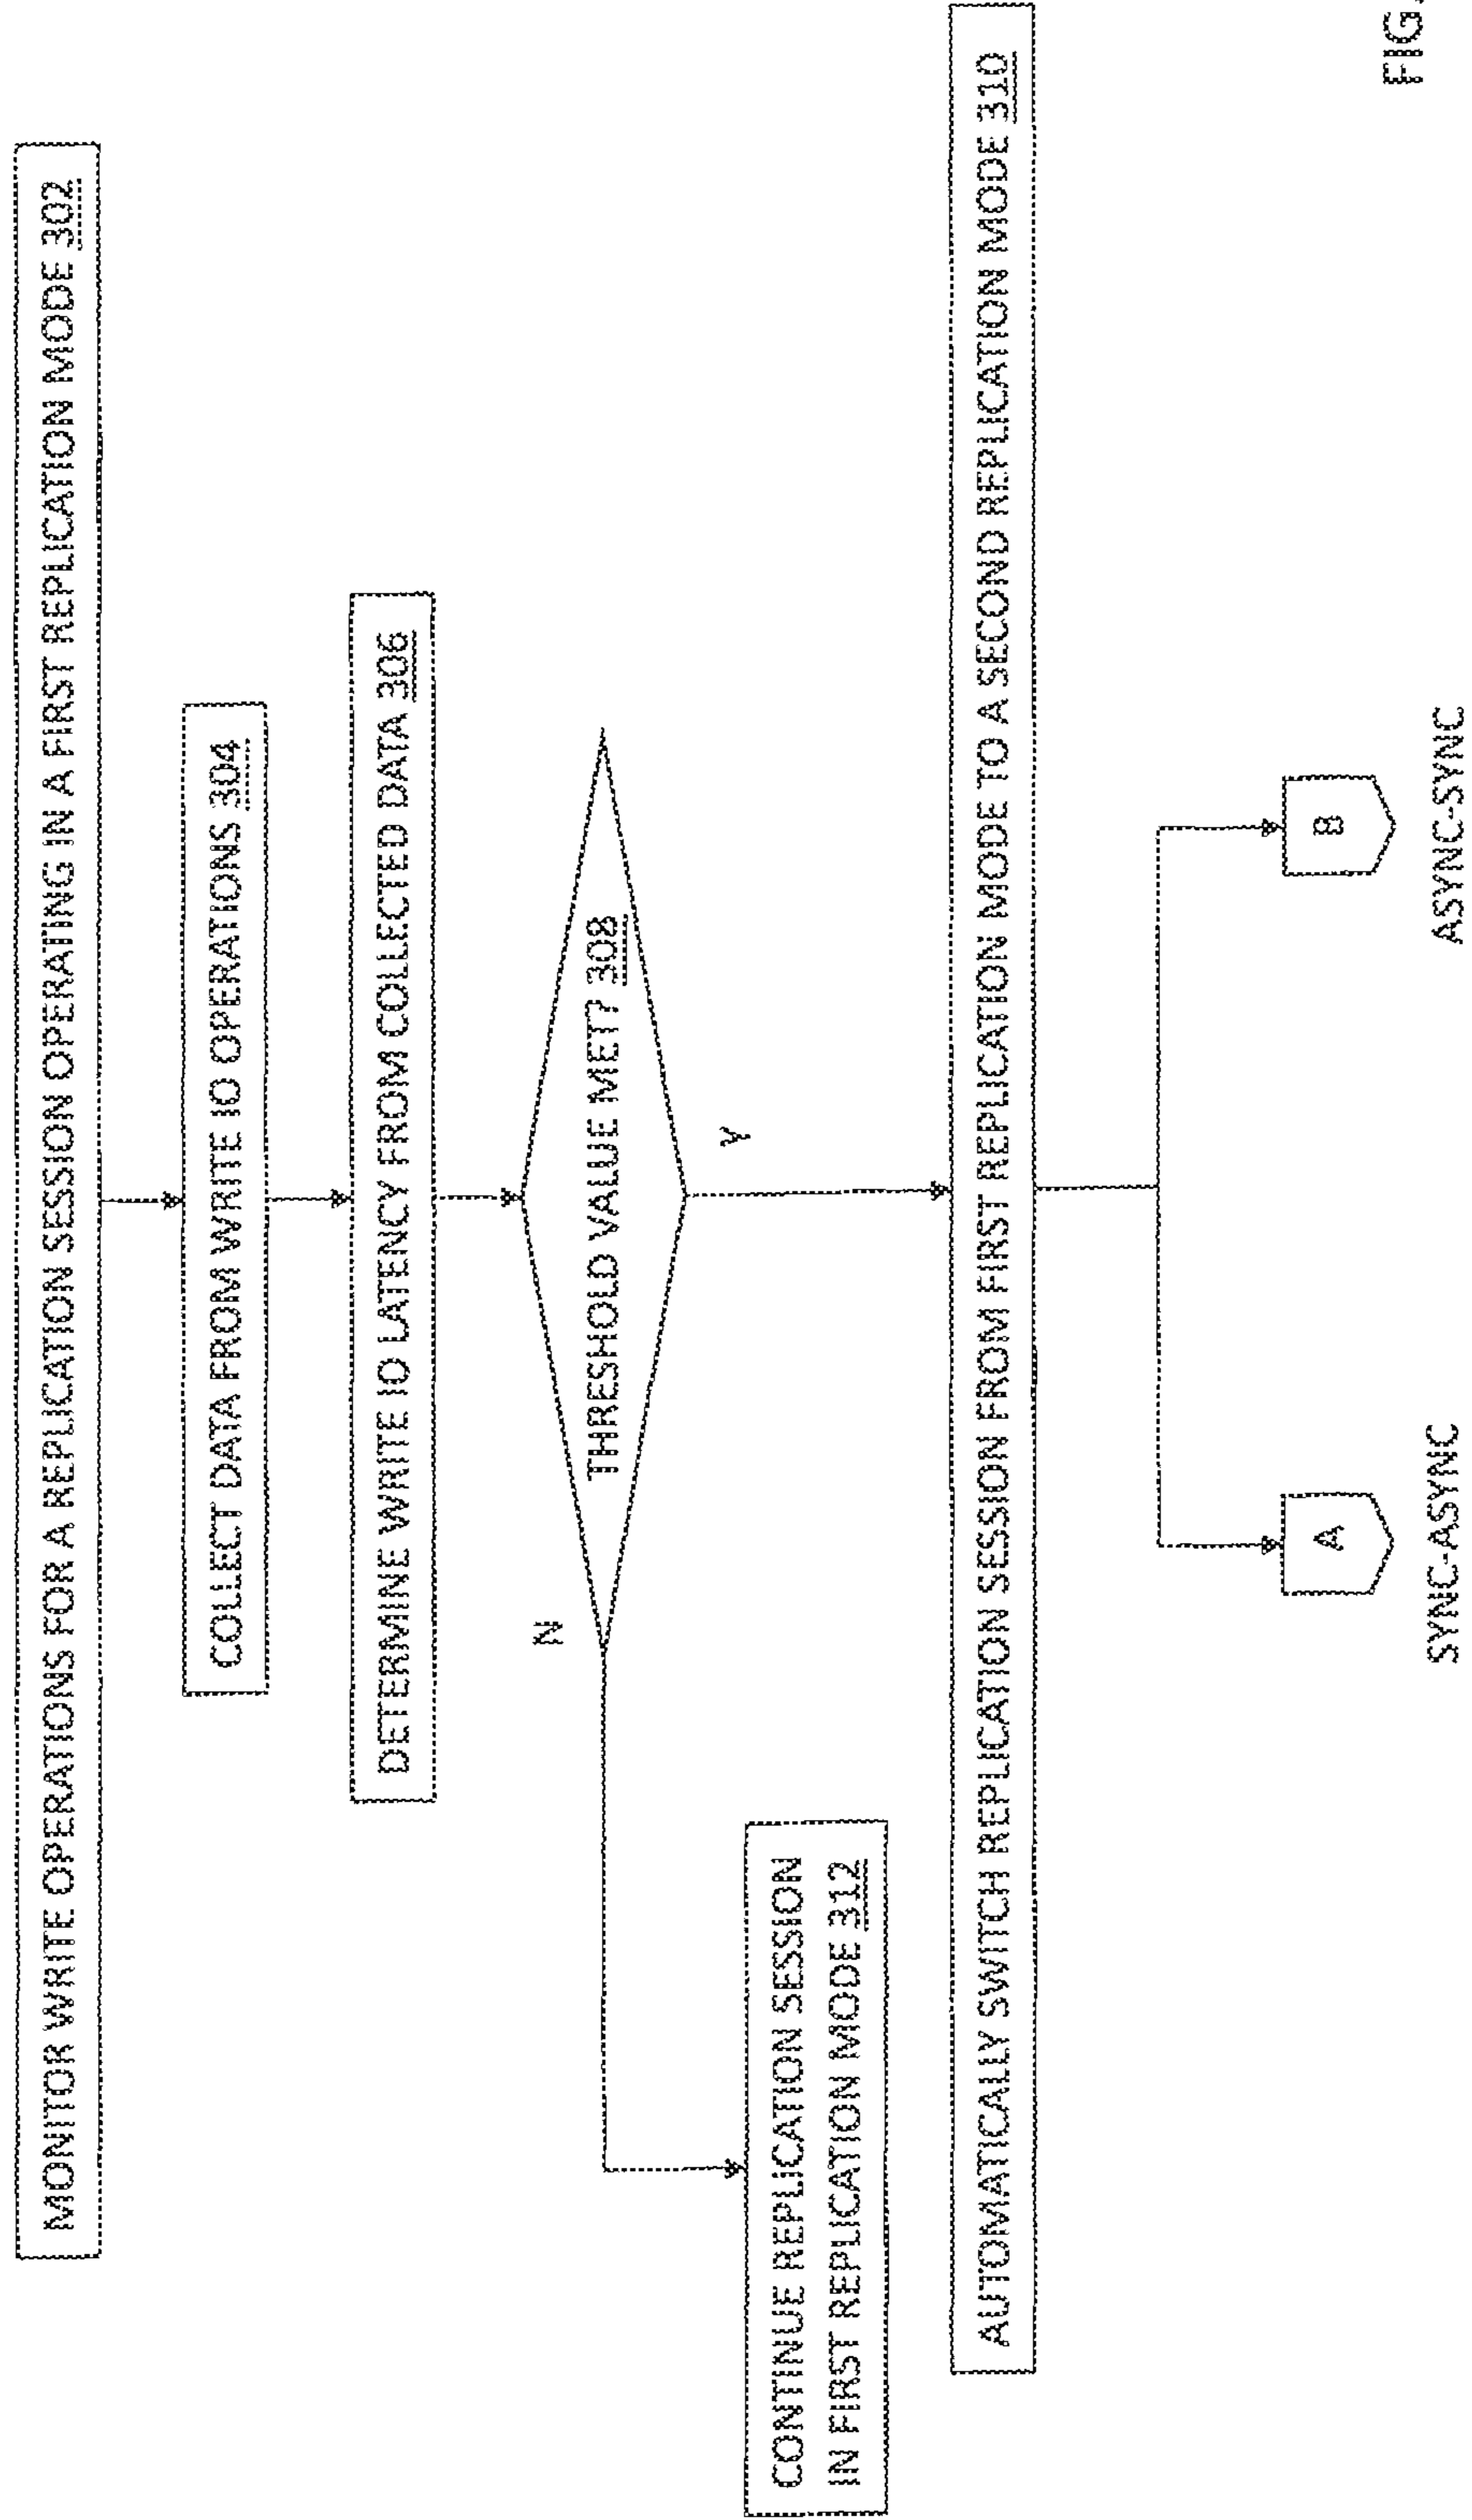 MONITOR WRITE OPERATIONS FOR A REPLICATION SESSION OPERATING IN A FIRST REPLICATION MODE 302
COLLECT DATA FROM WRITE IO OPERATIONS 304
DETERMINE WRITE IO LATENCY FROM COLLECTED DATA 306
THRESHOLD VALUE MET? 308
N
Y
CONTINUE REPLICATION SESSION
IN FIRST REPLICATION MODE 312
AUTOMATICALLY SWITCH REPLICATION SESSION FROM FIRST REPLICATION MODE TO A SECOND REPLICATION MODE 310
A
B
SYNC-ASYNC
ASYNC-SYNC
FIG.